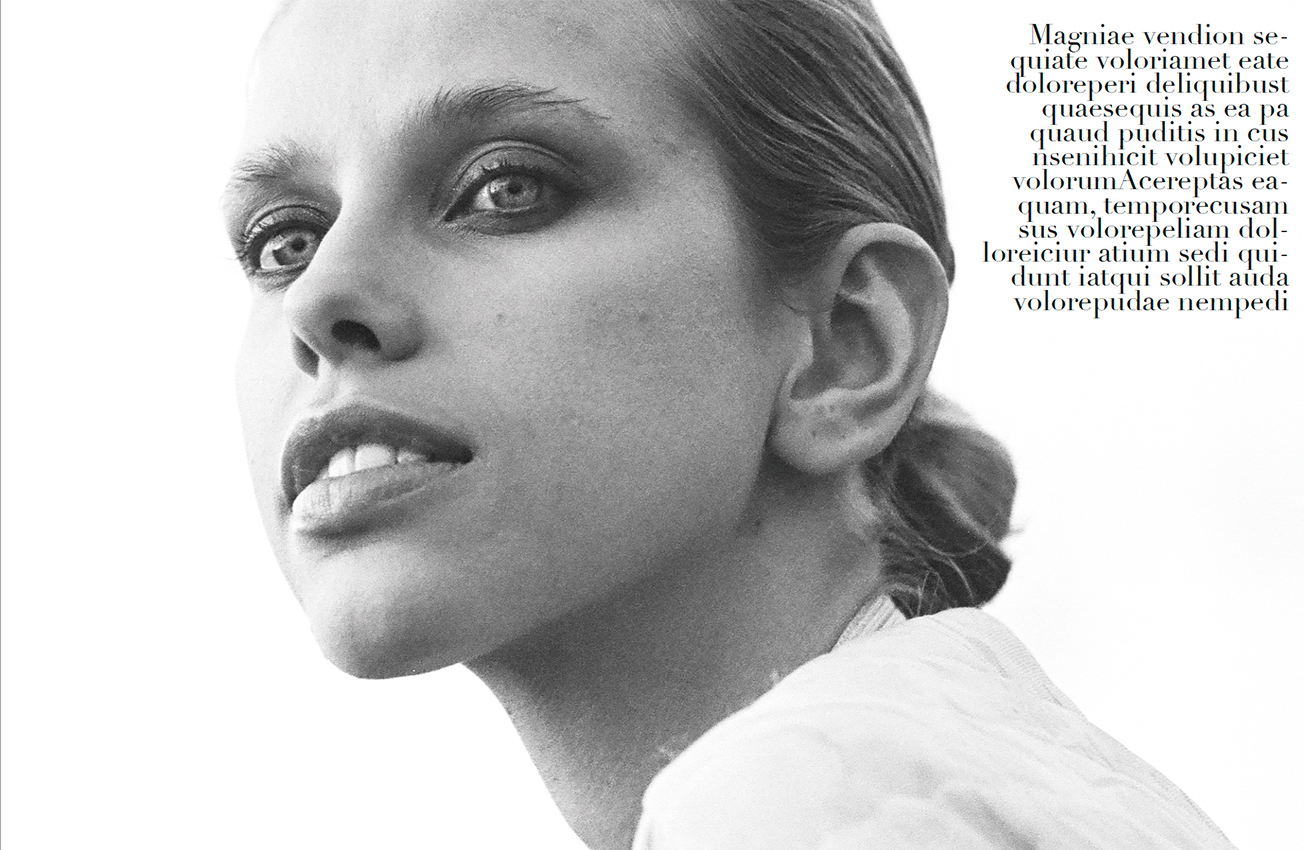 Magniae vendion se-
quiate voloriamet eate
doloreperi deliquibust
quaesequis as ea pa
quaud puditis in cus
nsenihicit volupiciet
volorumAcereptas ea-
quam, temporecusam
sus volorepeliam dol-
loreiciur atium sedi qui-
dunt iatqui sollit auda
volorepudae nempedi